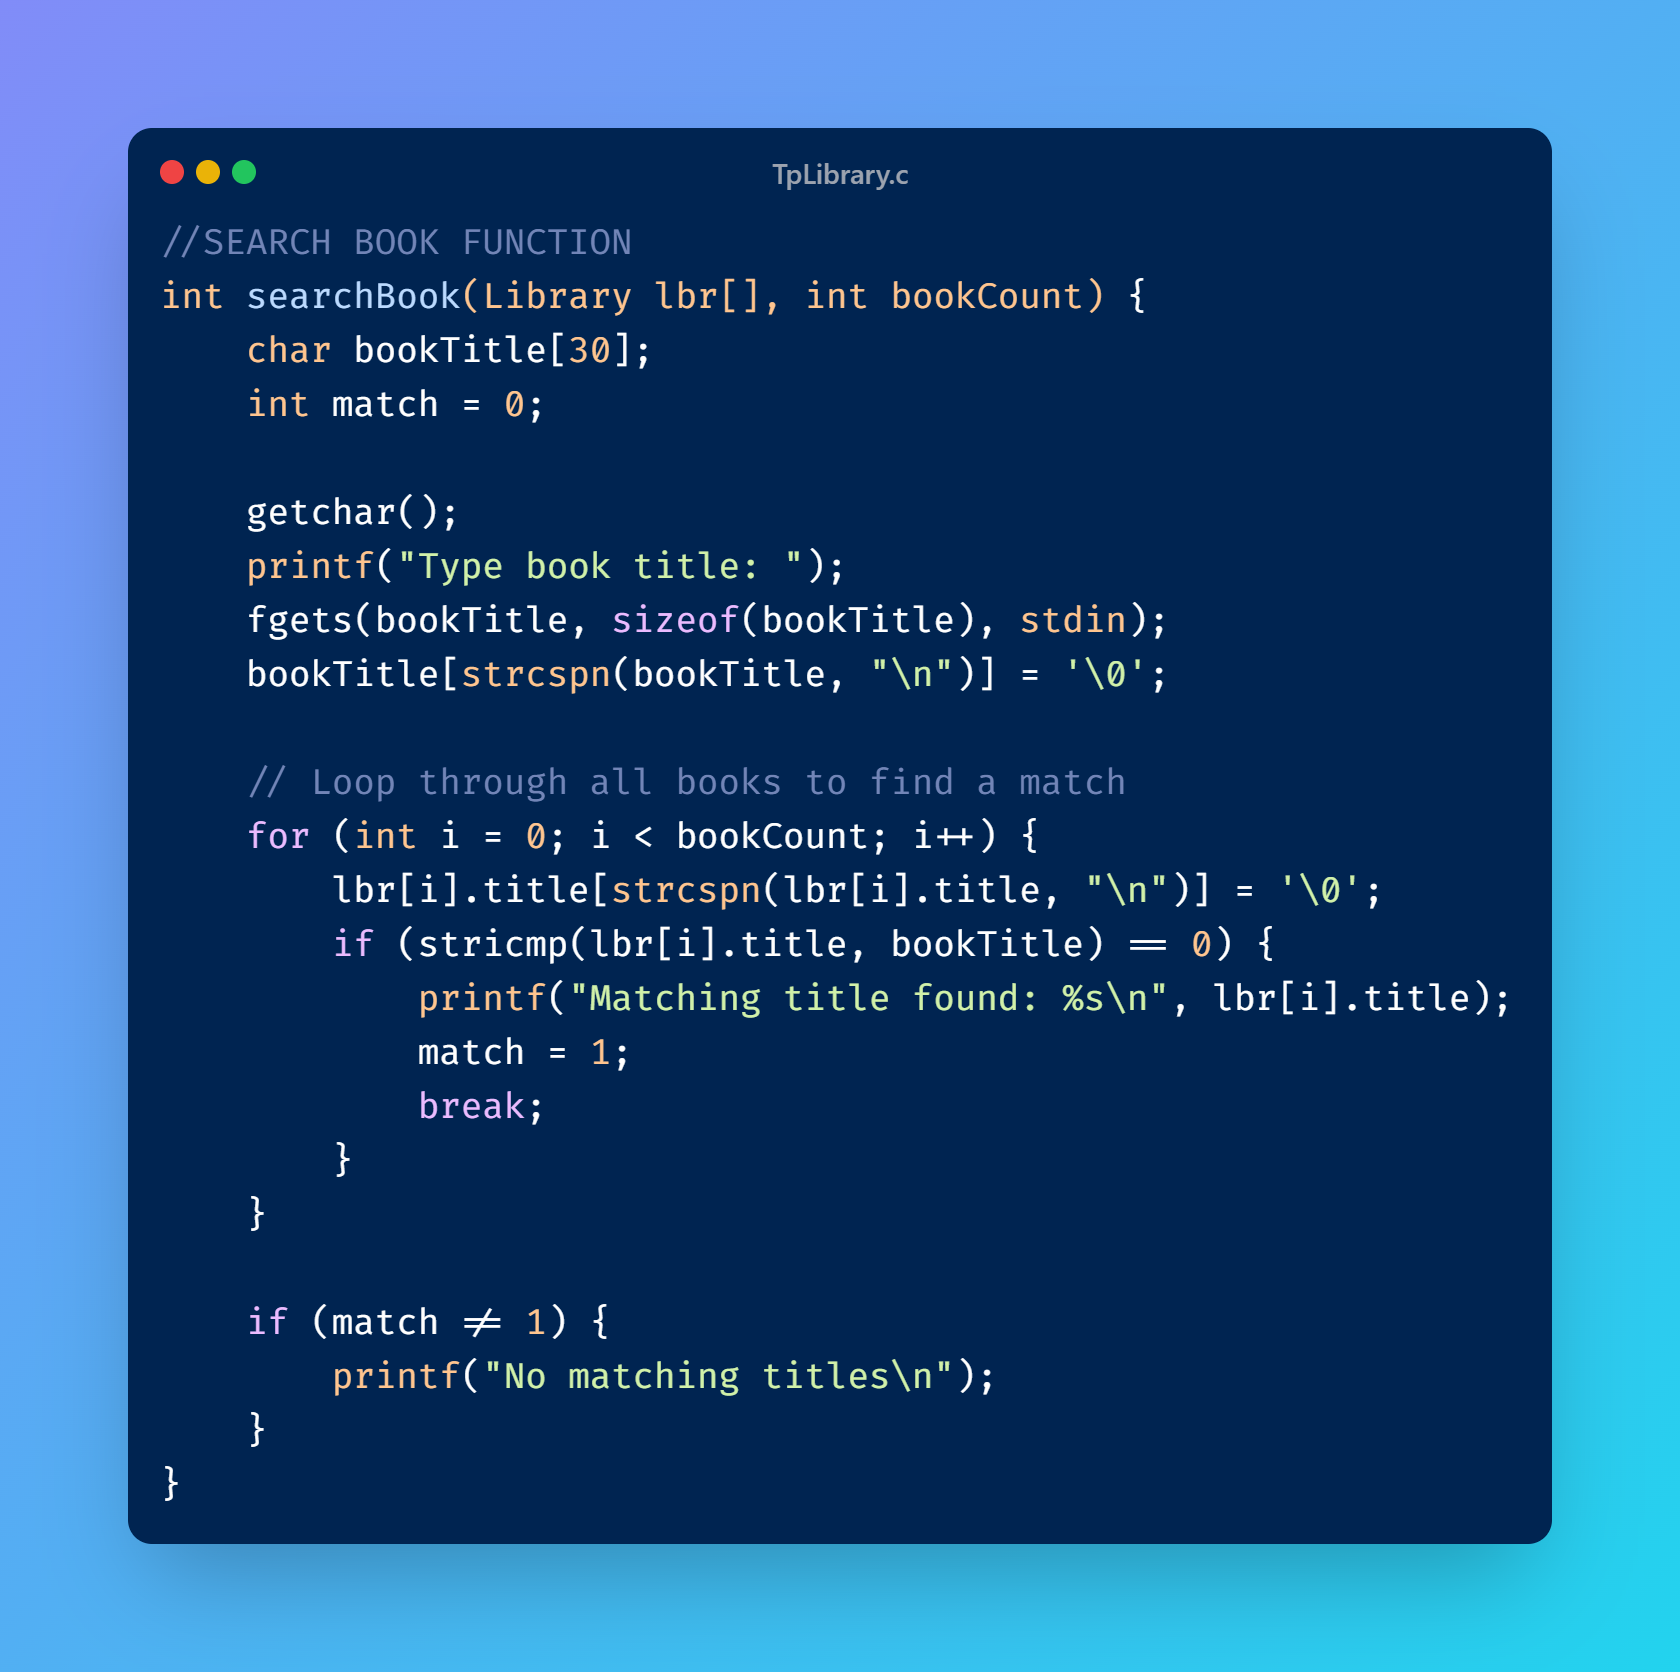 TpLibrary.c
//SEARCH BOOK FUNCTION
int searchBook(Library lbr[], int bookCount) {
    char bookTitle[30];
    int match = 0;

    getchar();
    printf("Type book title: ");
    fgets(bookTitle, sizeof(bookTitle), stdin);
    bookTitle[strcspn(bookTitle, "\n")] = '\0';

    // Loop through all books to find a match
    for (int i = 0; i < bookCount; i++) {
        lbr[i].title[strcspn(lbr[i].title, "\n")] = '\0';
        if (stricmp(lbr[i].title, bookTitle) == 0) {
            printf("Matching title found: %s\n", lbr[i].title);
            match = 1;
            break;
        }
    }

    if (match != 1) {
        printf("No matching titles\n");
    }
}